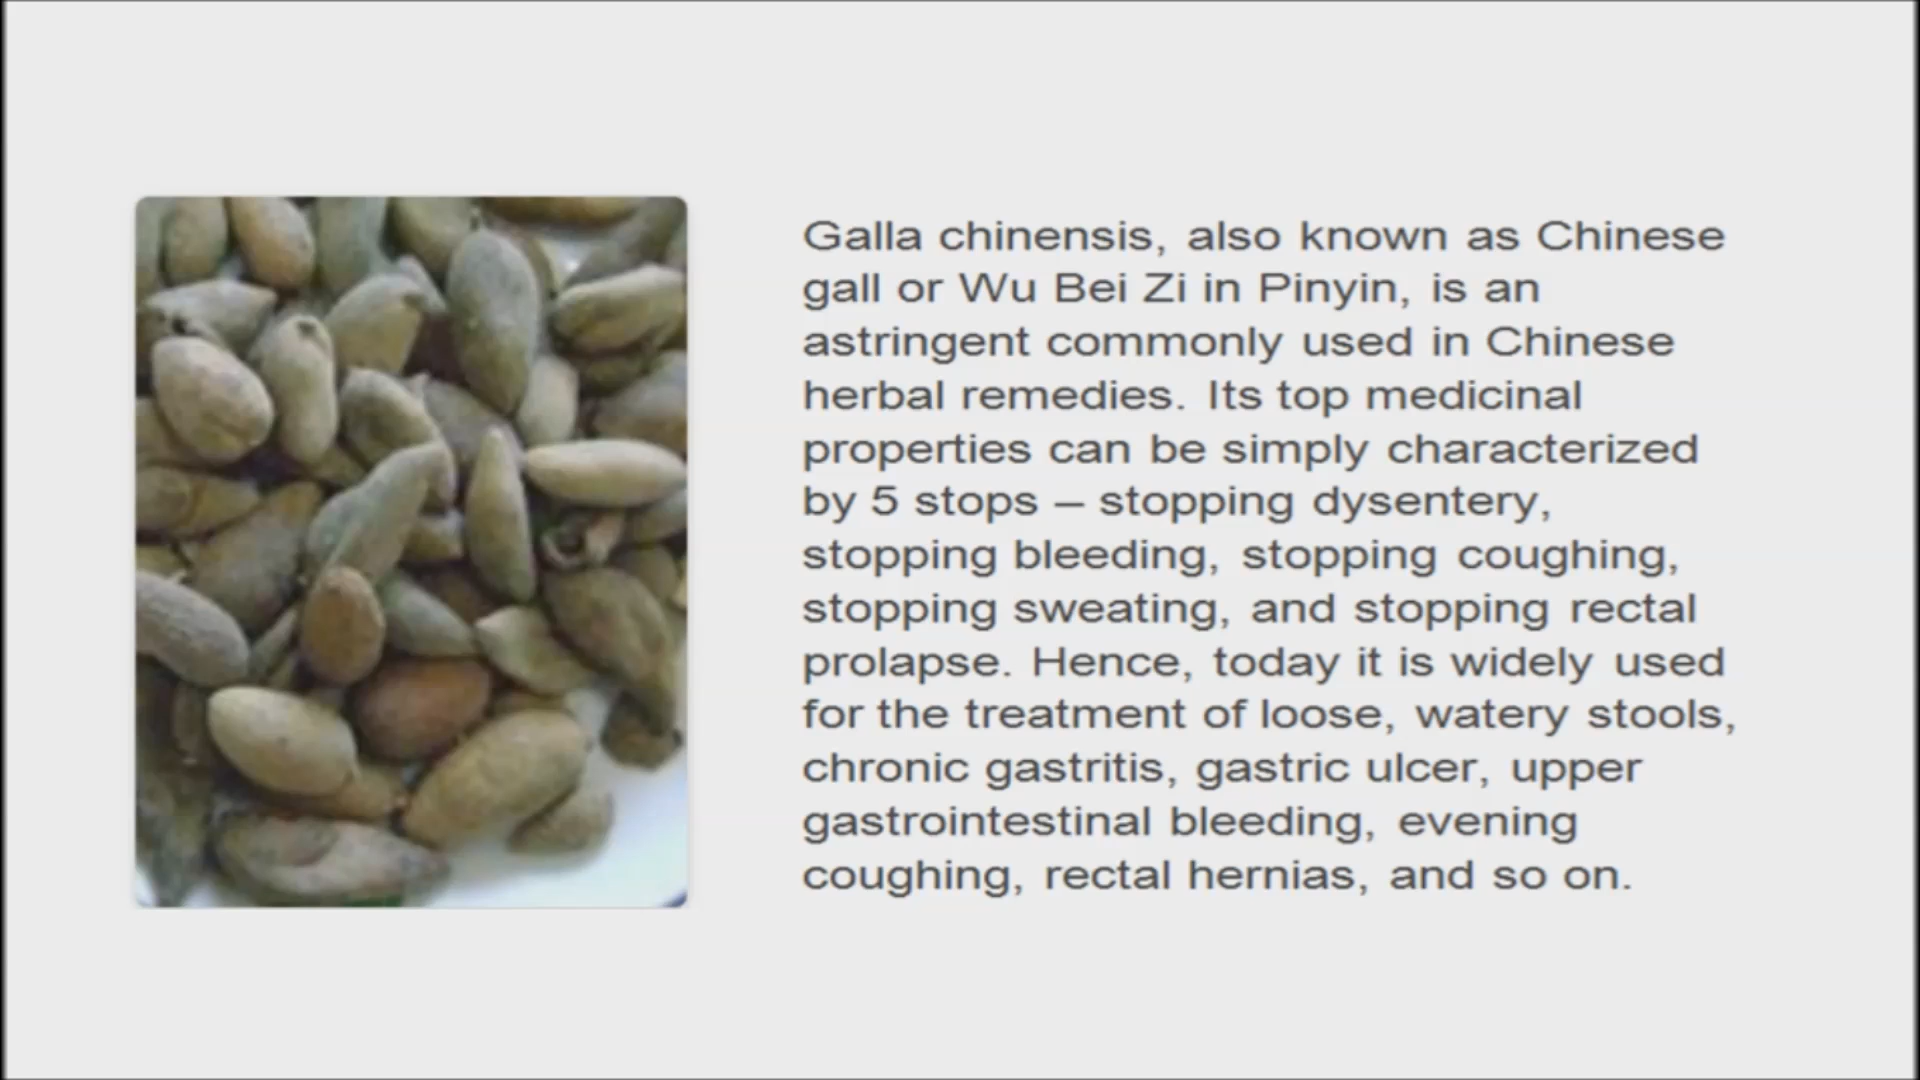 Galla chinensis, also known as Chinese
gall or Wu Bei Zi in Pinyin, is an
astringent commonly used in Chinese
herbal remedies. Its top medicinal
properties can be simply characterized
by 5 stops – stopping dysentery,
stopping bleeding, stopping coughing,
stopping sweating, and stopping rectal
prolapse. Hence, today it is widely used
for the treatment of loose, watery stools,
chronic gastritis, gastric ulcer, upper
gastrointestinal bleeding, evening
coughing, rectal hernias, and so on.